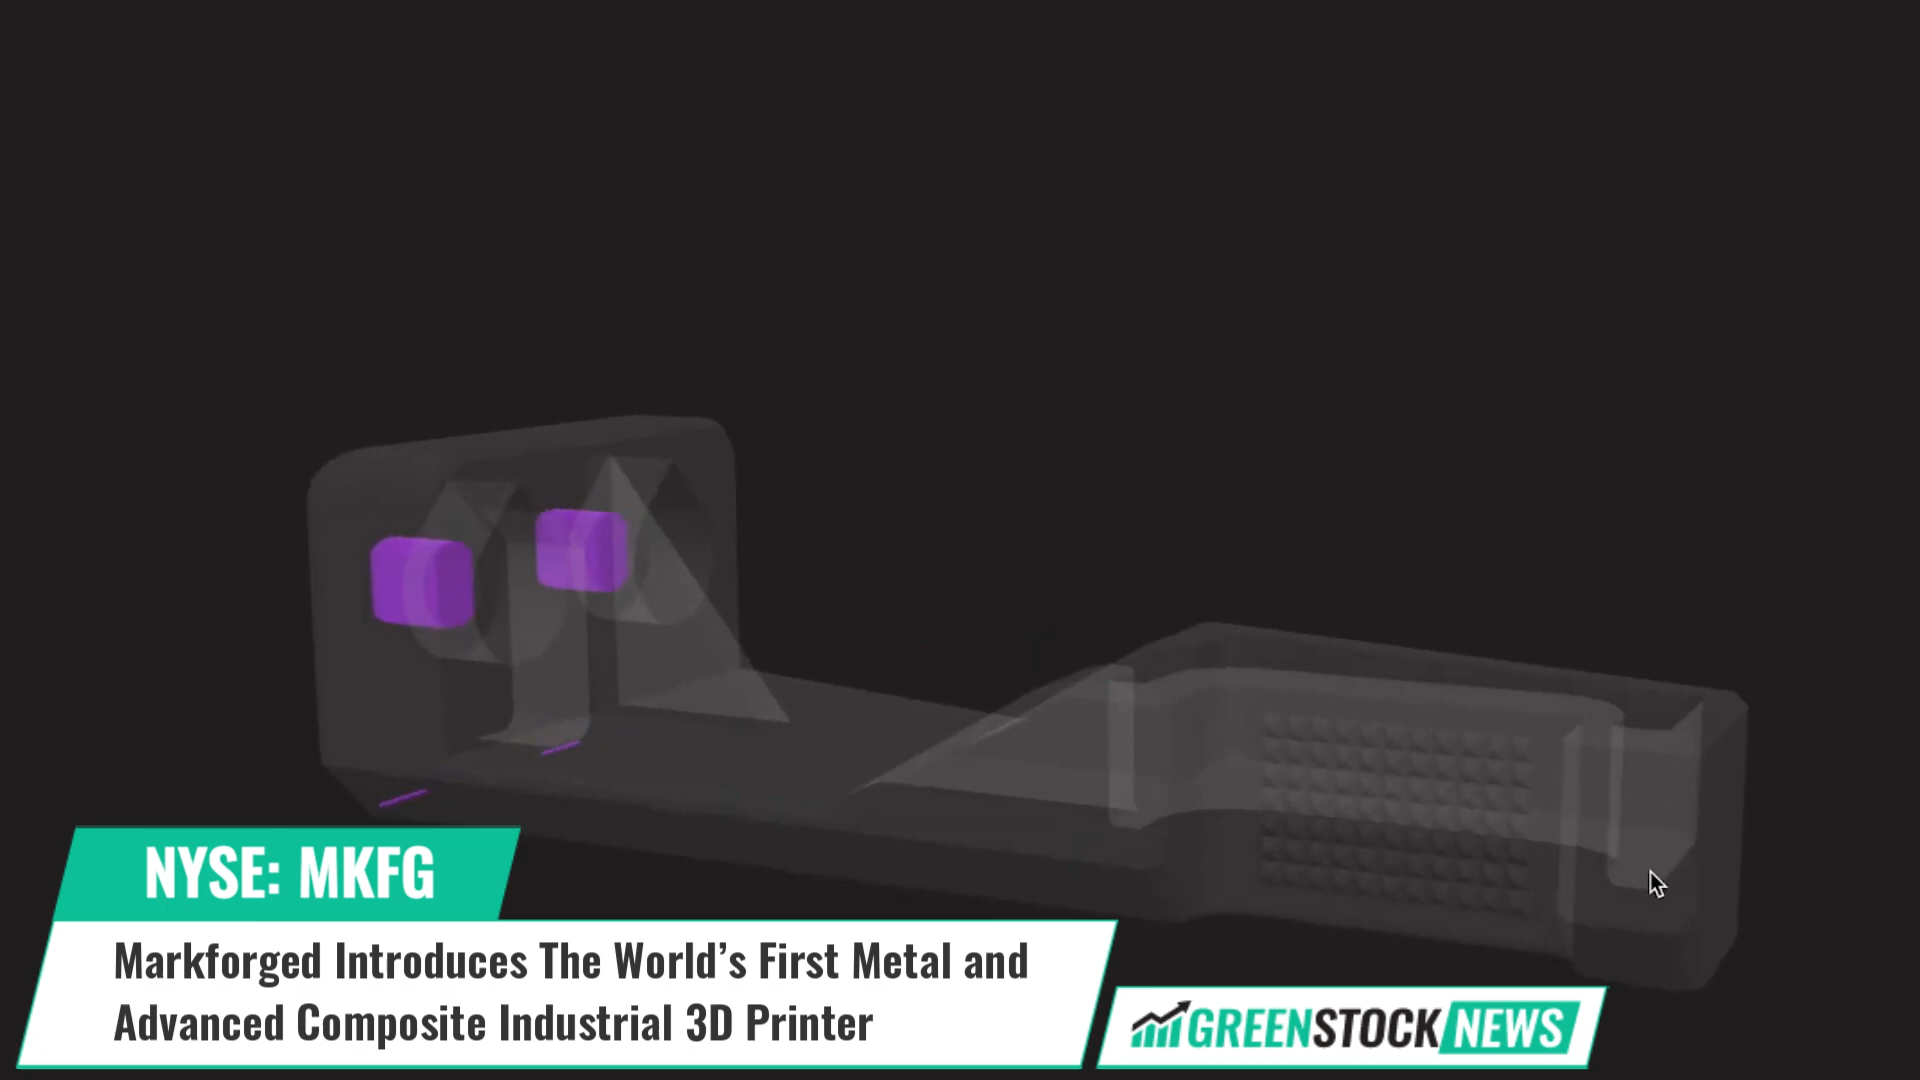 NYSE: MKFG
Markforged Introduces The World’s First Metal and
Advanced Composite Industrial 3D Printer
GREENSTOCK NEWS